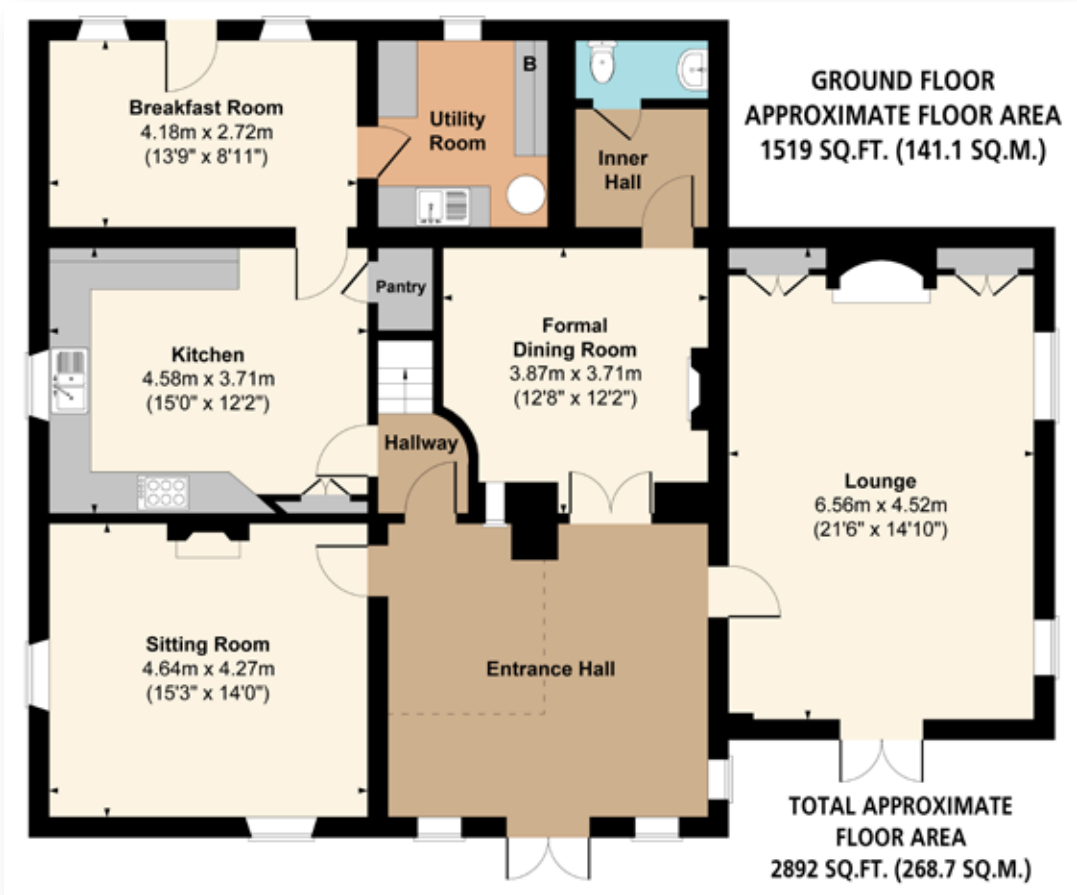 Breakfast Room
4.18m x 2.72m
(13'9" x 8'11")
B
Utility
Room
Inner
Hall
GROUND FLOOR
APPROXIMATE FLOOR AREA
1519 SQ.FT. (141.1 SQ.M.)
Kitchen
4.58m x 3.71m
(15'0" x 12'2")
Pantry
Hallway
Formal
Dining Room
3.87m x 3.71m
(12'8" x 12'2")
Lounge
6.56m x 4.52m
(21'6" x 14'10")
Sitting Room
4.64m x 4.27m
(15'3" x 14'0")
Entrance Hall
TOTAL APPROXIMATE
FLOOR AREA
2892 SQ.FT. (268.7 SQ.M.)